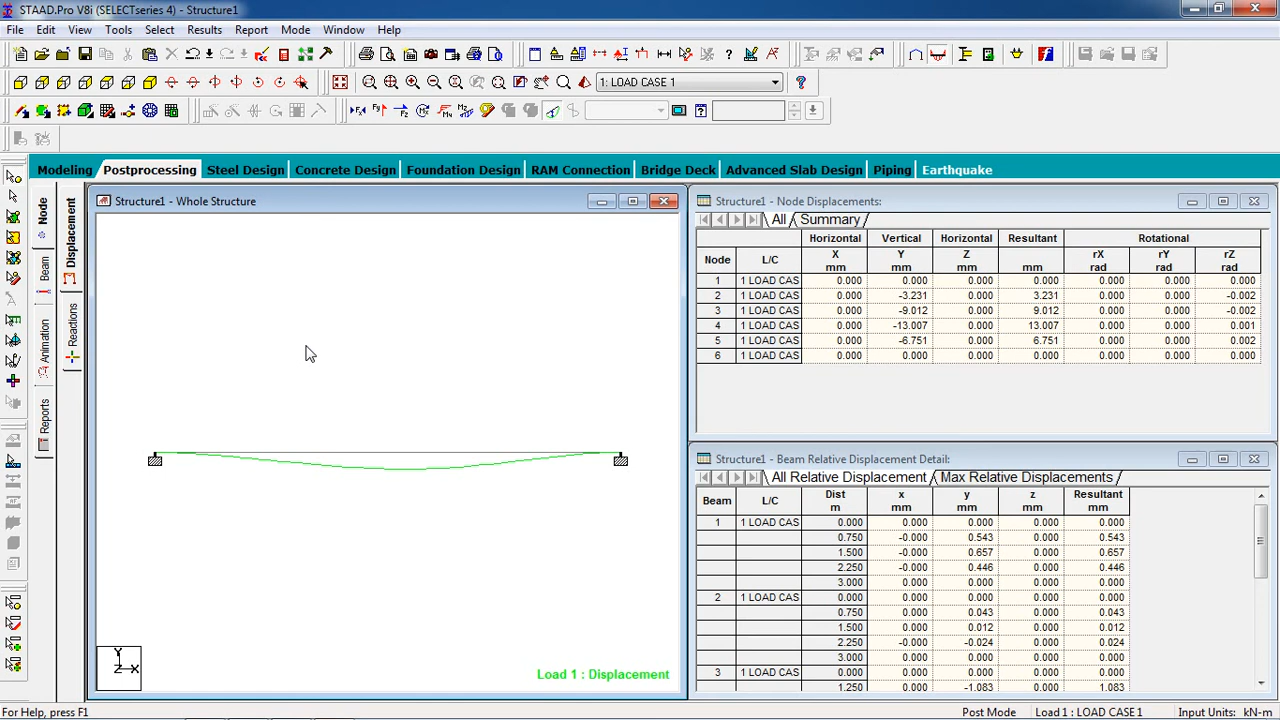 STAAD.Pro V8i (SELECTseries 4) - Structure1
File Edit View Tools Select Results Report Mode Window Help
1: LOAD CASE 1
Modeling Postprocessing Steel Design Concrete Design Foundation Design RAM Connection Bridge Deck Advanced Slab Design Piping Earthquake
Node
Beam
Animation
Reports
Displacement
Reactions
Structure1 - Whole Structure
Y
Z X
Load 1 : Displacement
Structure1 - Node Displacements:
All Summary
Horizontal Vertical Horizontal Resultant Rotational
Node L/C X Y Z rX rY rZ
mm mm mm mm rad rad rad
1 1 LOAD CAS 0.000 0.000 0.000 0.000 0.000 0.000 0.000
2 1 LOAD CAS 0.000 -3.231 0.000 3.231 0.000 0.000 -0.002
3 1 LOAD CAS 0.000 -9.012 0.000 9.012 0.000 0.000 -0.002
4 1 LOAD CAS 0.000 -13.007 0.000 13.007 0.000 0.000 0.001
5 1 LOAD CAS 0.000 -6.751 0.000 6.751 0.000 0.000 0.002
6 1 LOAD CAS 0.000 0.000 0.000 0.000 0.000 0.000 0.000
Structure1 - Beam Relative Displacement Detail:
All Relative Displacement Max Relative Displacements
Beam L/C Dist x y z Resultant
m mm mm mm mm
1 1 LOAD CAS 0.000 0.000 0.000 0.000 0.000
0.750 -0.000 0.543 0.000 0.543
1.500 -0.000 0.657 0.000 0.657
2.250 -0.000 0.446 0.000 0.446
3.000 0.000 0.000 0.000 0.000
2 1 LOAD CAS 0.000 0.000 0.000 0.000 0.000
0.750 0.000 0.043 0.000 0.043
1.500 0.000 0.012 0.000 0.012
2.250 -0.000 -0.024 0.000 0.024
3.000 0.000 0.000 0.000 0.000
3 1 LOAD CAS 0.000 0.000 0.000 0.000 0.000
1.250 0.000 -1.083 0.000 1.083
For Help, press F1 Post Mode Load 1 : LOAD CASE 1 Input Units: kN-m